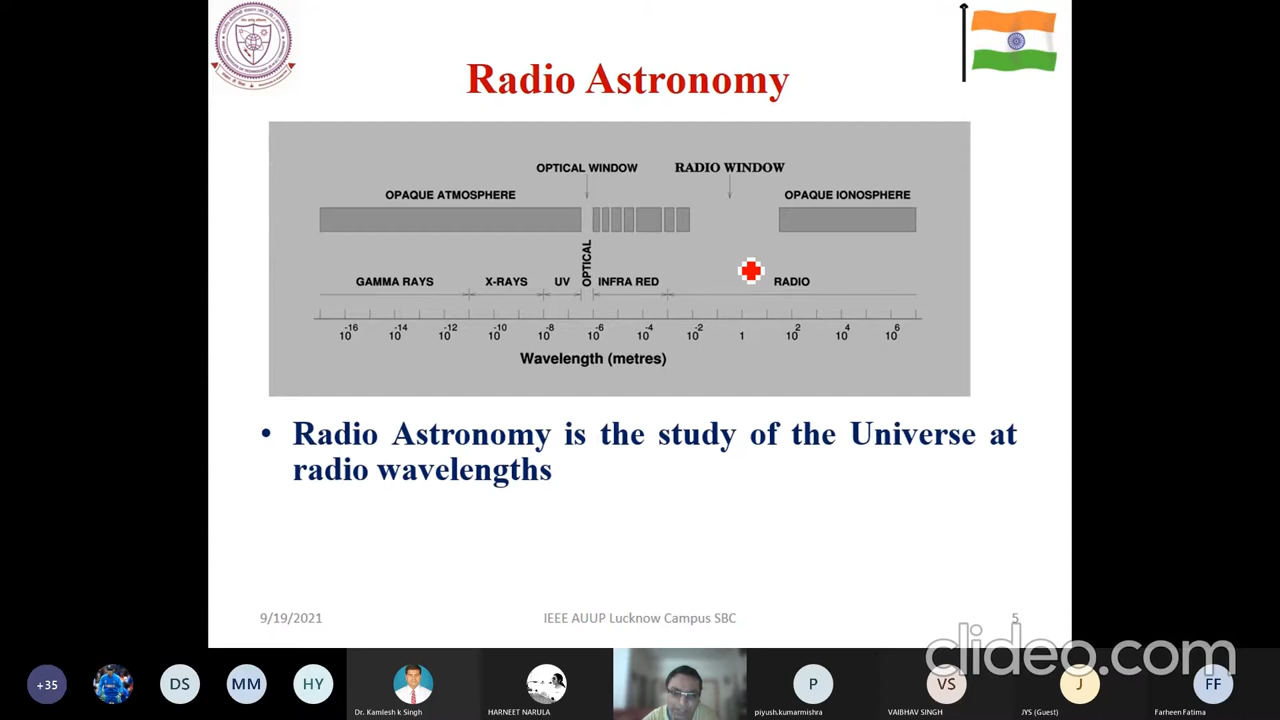 Radio Astronomy
OPTICAL WINDOW RADIO WINDOW
OPAQUE ATMOSPHERE OPAQUE IONOSPHERE
OPTICAL
GAMMA RAYS X-RAYS UV INFRA RED RADIO
10^-16 10^-14 10^-12 10^-10 10^-8 10^-6 10^-4 10^-2 1 10^2 10^4 10^6
Wavelength (metres)
• Radio Astronomy is the study of the Universe at
radio wavelengths
9/19/2021 IEEE AUUP Lucknow Campus SBC 5
clideo.com
+35 DS MM HY P VS J FF
Dr. Kamlesh k Singh HARNEET NARULA piyush.kumarmishra VAIBHAV SINGH JYS (Guest) Farheen Fatima